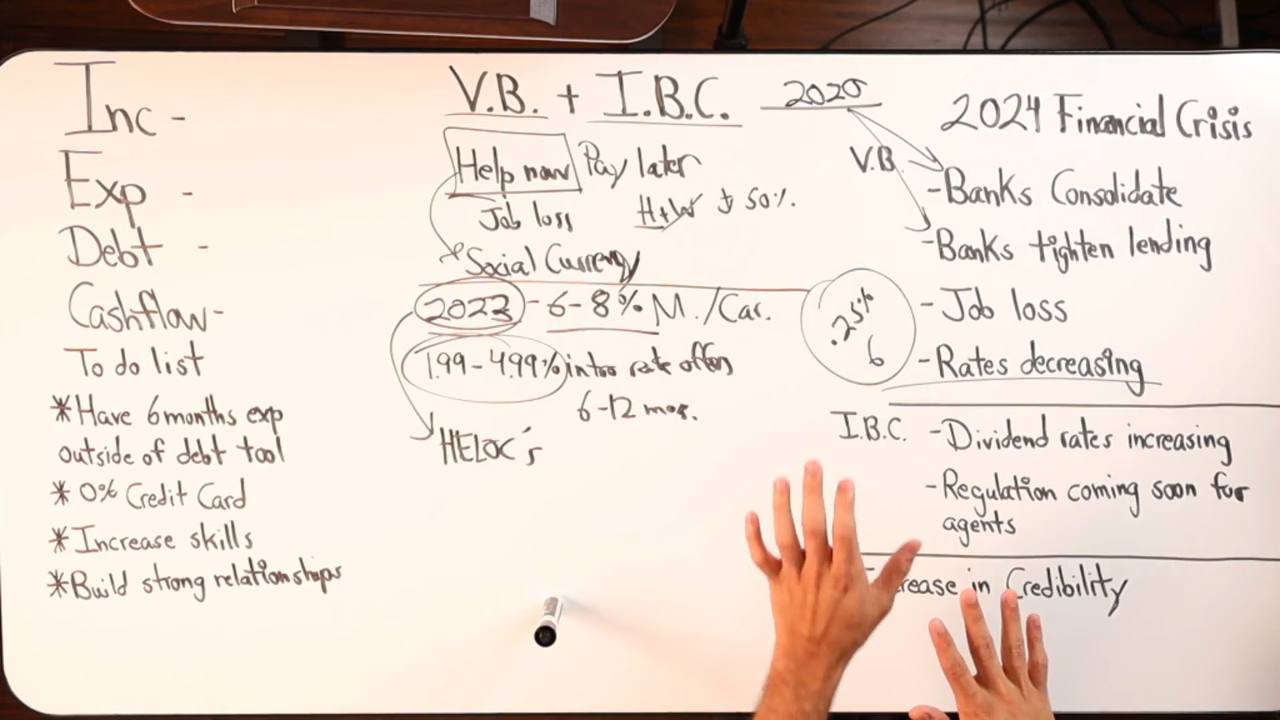 Inc -
Exp -
Debt -
Cashflow -
To do list
* Have 6 months exp
outside of debt tool
* 0% Credit Card
* Increase skills
* Build strong relationships
V.B. + I.B.C.
Help now Pay later
Job loss H+W ↓ 50%.
Social Currency
2023 - 6-8% M./Car.
1.99-4.99% intro rate offers
6-12 mos.
HELOC's
2020
2024 Financial Crisis
V.B.
- Banks Consolidate
- Banks tighten lending
- Job loss
- Rates decreasing
.25%
6
I.B.C. - Dividend rates increasing
- Regulation coming soon for
agents
in Credibility